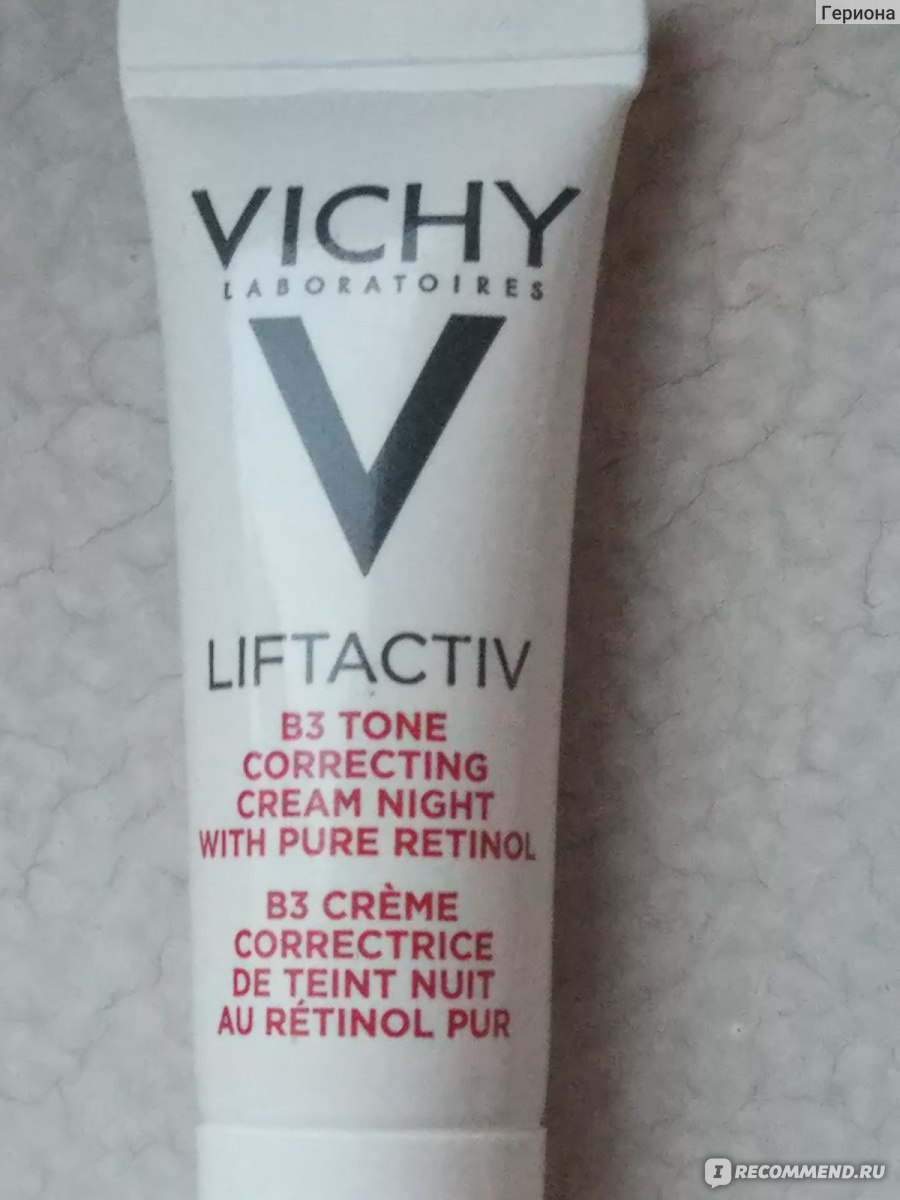 Гериона
VICHY
LABORATOIRES
V
LIFTACTIV
B3 TONE
CORRECTING
CREAM NIGHT
WITH PURE RETINOL
B3 CRÈME
CORRECTRICE
DE TEINT NUIT
AU RÉTINOL PUR
I RECOMMEND.RU